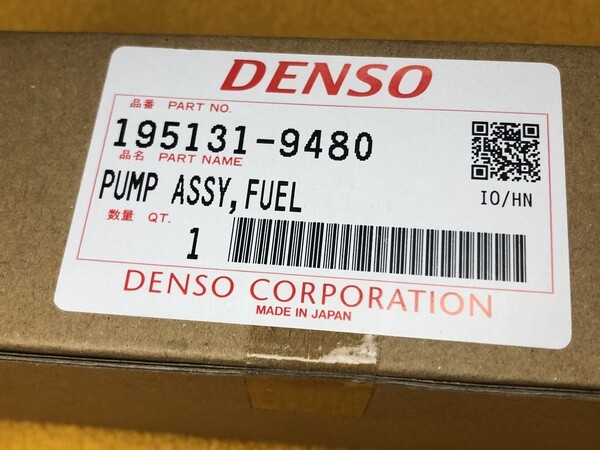 DENSO
品番 PART NO.
195131-9480
品名 PART NAME
PUMP ASSY,FUEL
IO/HN
数量 QT.
1
DENSO CORPORATION
MADE IN JAPAN